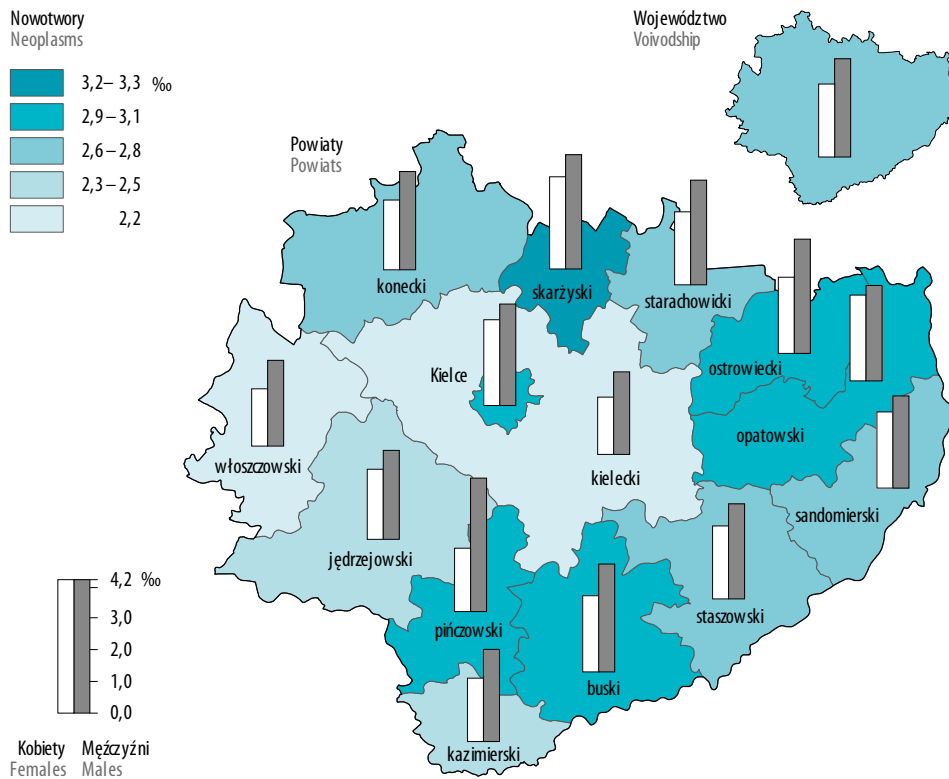 Nowotwory
Neoplasms
3,2– 3,3 ‰
2,9 – 3,1
2,6 – 2,8
2,3 – 2,5
2,2
Województwo
Voivodship
Powiaty
Powiats
konecki
skarżyski
starachowicki
ostrowiecki
Kielce
opatowski
włoszczowski
kielecki
sandomierski
jędrzejowski
staszowski
pińczowski
buski
kazimierski
4,2 ‰
3,0
2,0
1,0
0,0
Kobiety Mężczyźni
Females Males